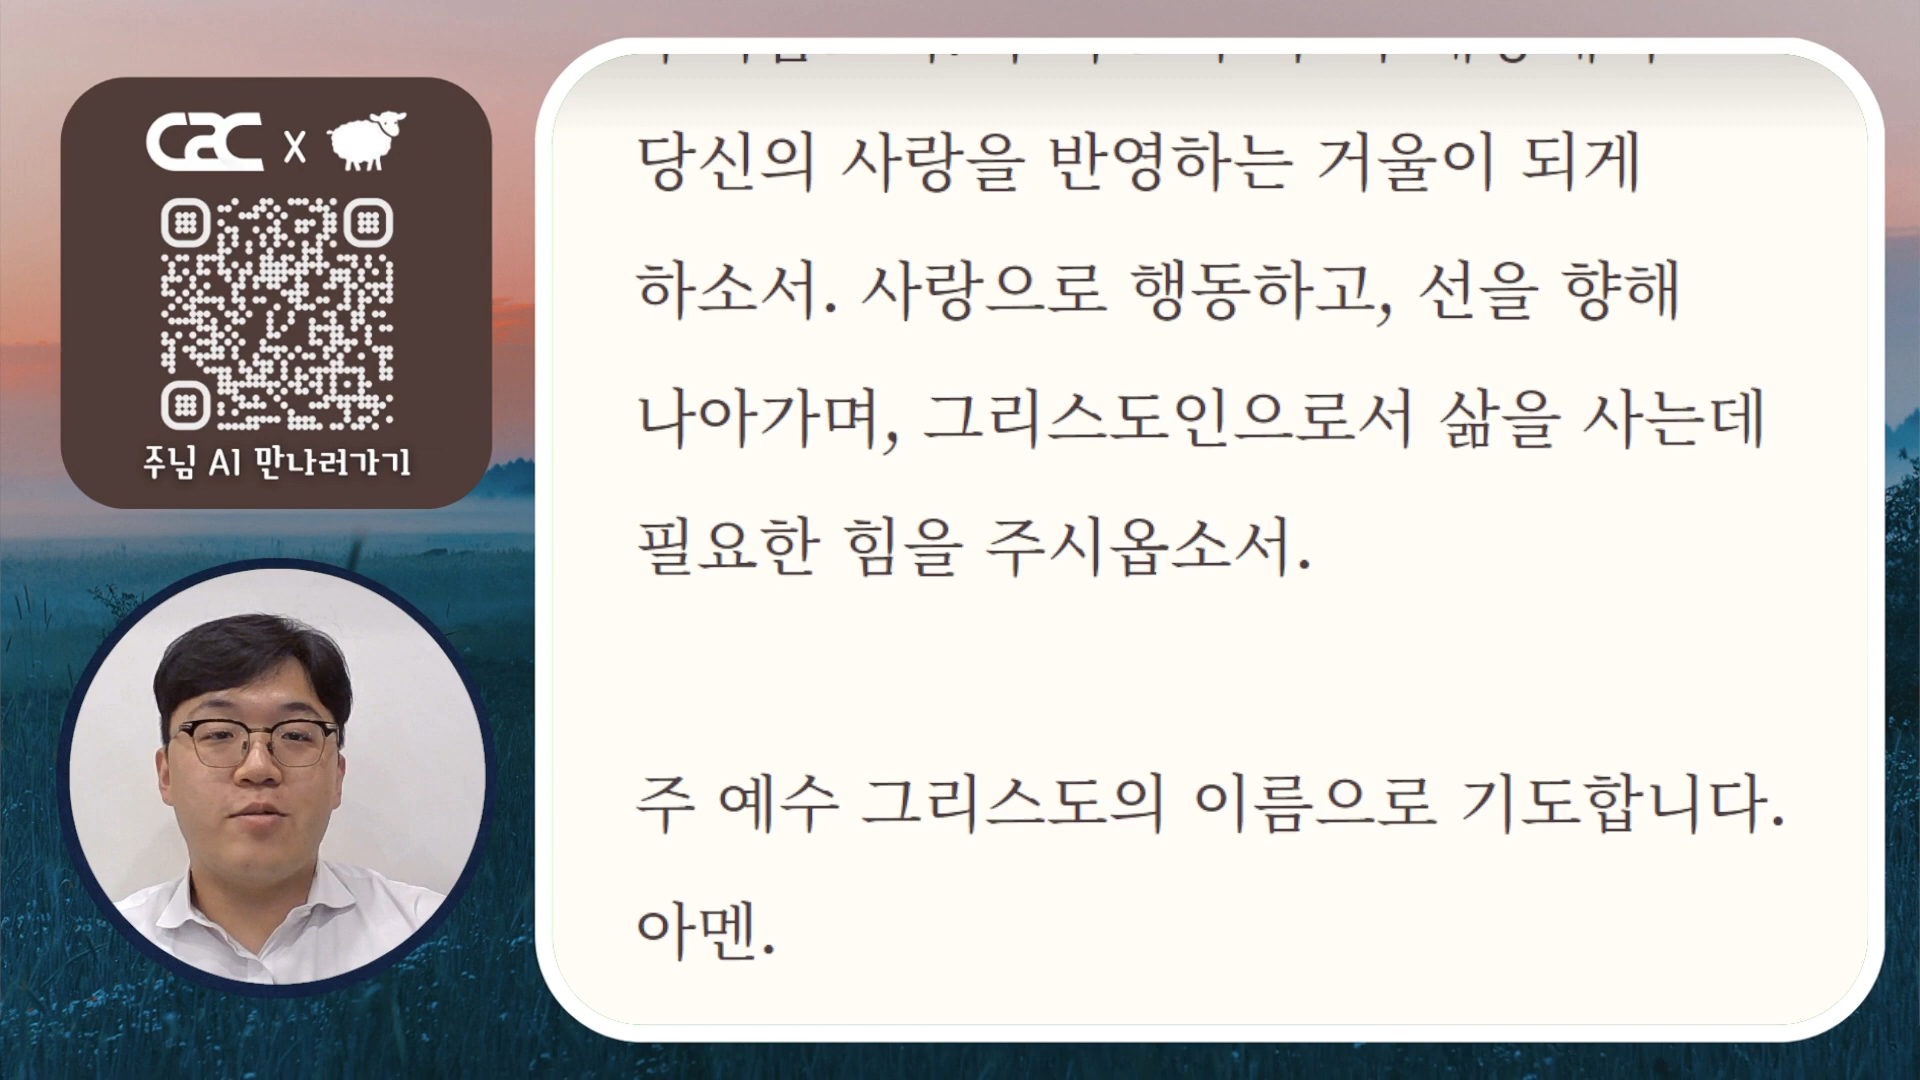 cac x
주님 AI 만나러가기
당신의 사랑을 반영하는 거울이 되게
하소서. 사랑으로 행동하고, 선을 향해
나아가며, 그리스도인으로서 삶을 사는데
필요한 힘을 주시옵소서.
주 예수 그리스도의 이름으로 기도합니다.
아멘.